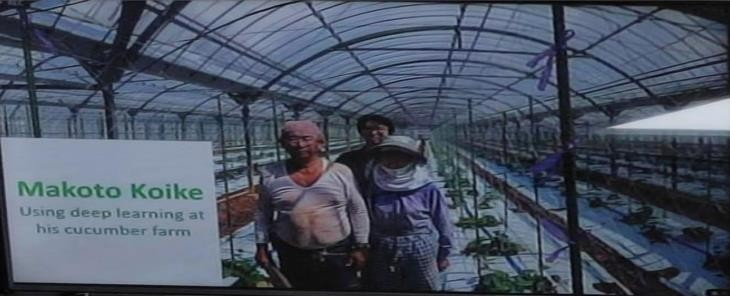 Makoto Koike
Using deep learning at
his cucumber farm